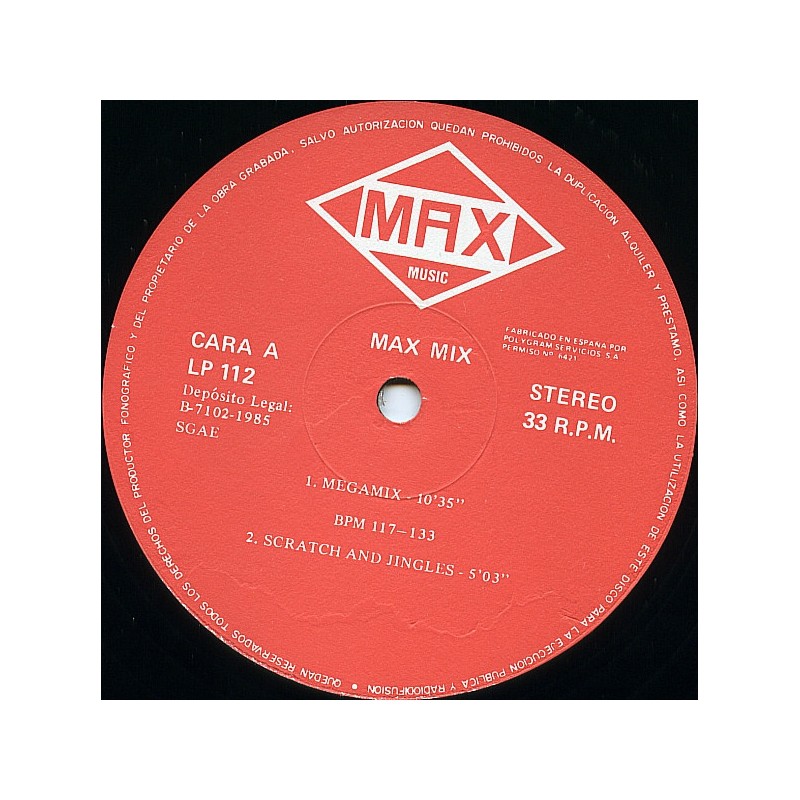 QUEDAN RESERVADOS TODOS LOS DERECHOS DEL PRODUCTOR FONOGRAFICO Y DEL PROPIETARIO DE LA OBRA GRABADA. SALVO AUTORIZACION QUEDAN PROHIBIDOS LA DUPLICACION ALQUILER Y PRESTAMO, ASI COMO LA UTILIZACION DE ESTE DISCO PARA LA EJECUCION PUBLICA Y RADIODIFUSION •
MAX
MUSIC
CARA A
LP 112
Depósito Legal:
B-7102-1985
SGAE
MAX MIX
FABRICADO EN ESPAÑA POR
POLYGRAM SERVICIOS S.A
PERMISO Nº 6421
STEREO
33 R.P.M.
1. MEGAMIX - 10'35"
BPM 117-133
2. SCRATCH AND JINGLES - 5'03"